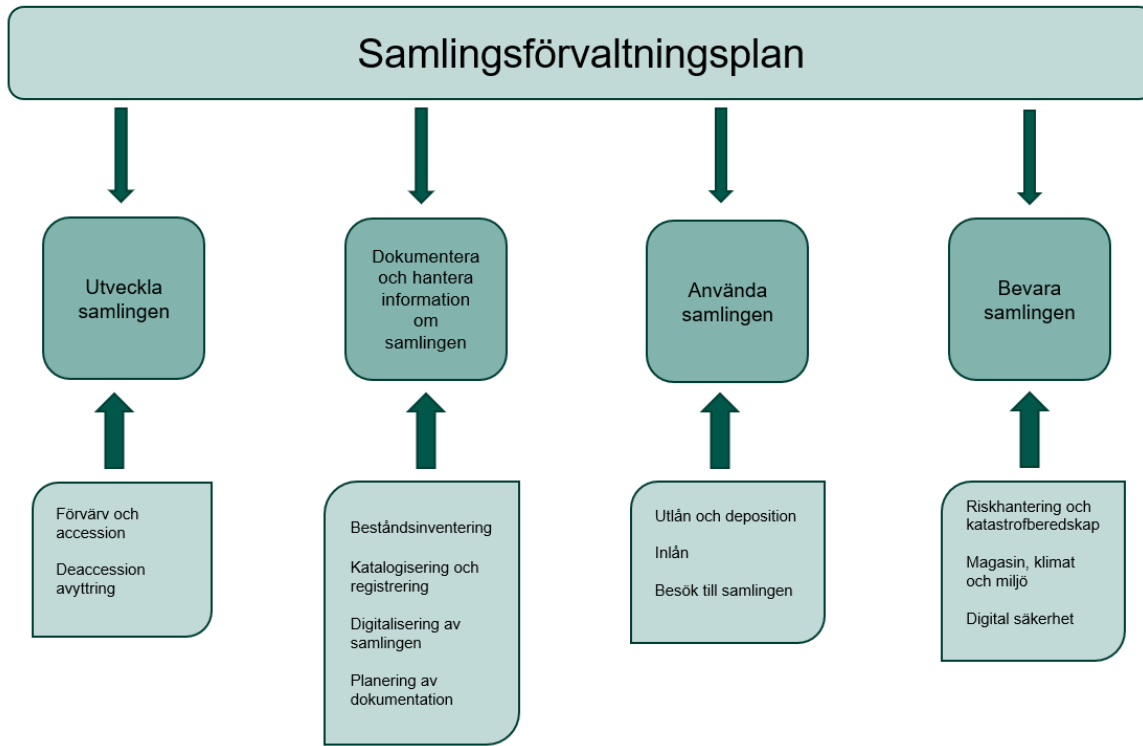 Samlingsförvaltningsplan
Utveckla
samlingen
Dokumentera
och hantera
information
om
samlingen
Använda
samlingen
Bevara
samlingen
Förvärv och
accession
Deaccession
avyttring
Beståndsinventering
Katalogisering och
registrering
Digitalisering av
samlingen
Planering av
dokumentation
Utlån och deposition
Inlån
Besök till samlingen
Riskhantering och
katastrofberedskap
Magasin, klimat
och miljö
Digital säkerhet